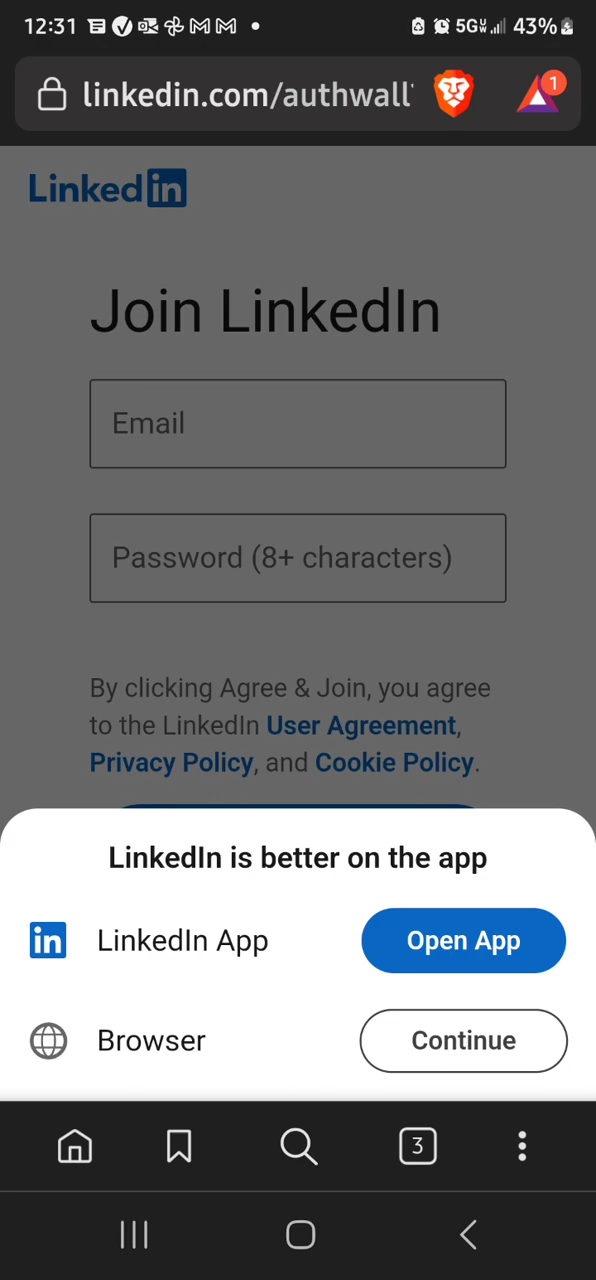 12:31 5G 43%
linkedin.com/authwall
1
Linkedin
Join LinkedIn
Email
Password (8+ characters)
By clicking Agree & Join, you agree
to the LinkedIn User Agreement,
Privacy Policy, and Cookie Policy.
LinkedIn is better on the app
in LinkedIn App Open App
Browser Continue
3